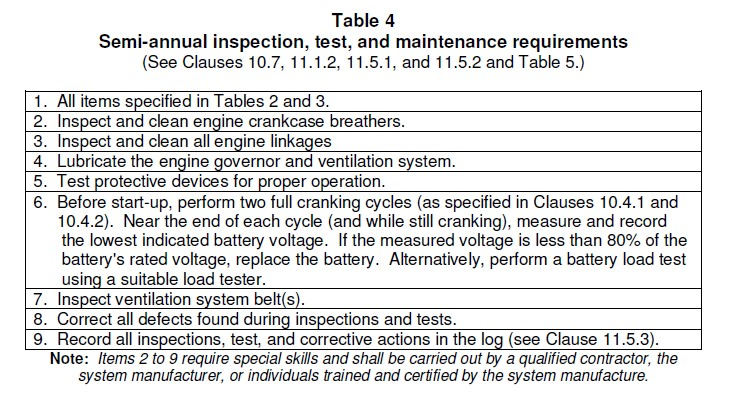 Table 4
Semi-annual inspection, test, and maintenance requirements
(See Clauses 10.7, 11.1.2, 11.5.1, and 11.5.2 and Table 5.)
1. All items specified in Tables 2 and 3.
2. Inspect and clean engine crankcase breathers.
3. Inspect and clean all engine linkages
4. Lubricate the engine governor and ventilation system.
5. Test protective devices for proper operation.
6. Before start-up, perform two full cranking cycles (as specified in Clauses 10.4.1 and
10.4.2). Near the end of each cycle (and while still cranking), measure and record
the lowest indicated battery voltage. If the measured voltage is less than 80% of the
battery's rated voltage, replace the battery. Alternatively, perform a battery load test
using a suitable load tester.
7. Inspect ventilation system belt(s).
8. Correct all defects found during inspections and tests.
9. Record all inspections, test, and corrective actions in the log (see Clause 11.5.3).
Note: Items 2 to 9 require special skills and shall be carried out by a qualified contractor, the
system manufacturer, or individuals trained and certified by the system manufacture.